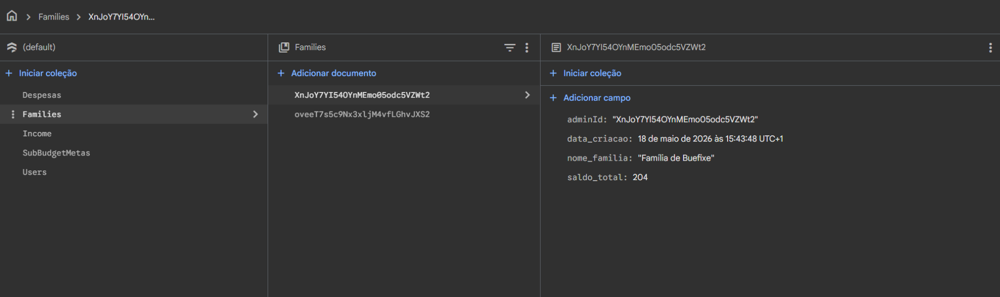 Families XnJoY7YI54OYn...
(default)
Iniciar coleção
Despesas
Families
Income
SubBudgetMetas
Users
Families
Adicionar documento
XnJoY7YI54OYnMEmo05odc5VZWt2
oveeT7s5c9Nx3xljM4vfLGhvJXS2
XnJoY7YI54OYnMEmo05odc5VZWt2
Iniciar coleção
Adicionar campo
adminId: "XnJoY7YI54OYnMEmo05odc5VZWt2"
data_criacao: 18 de maio de 2026 às 15:43:48 UTC+1
nome_familia: "Família de Buefixe"
saldo_total: 204